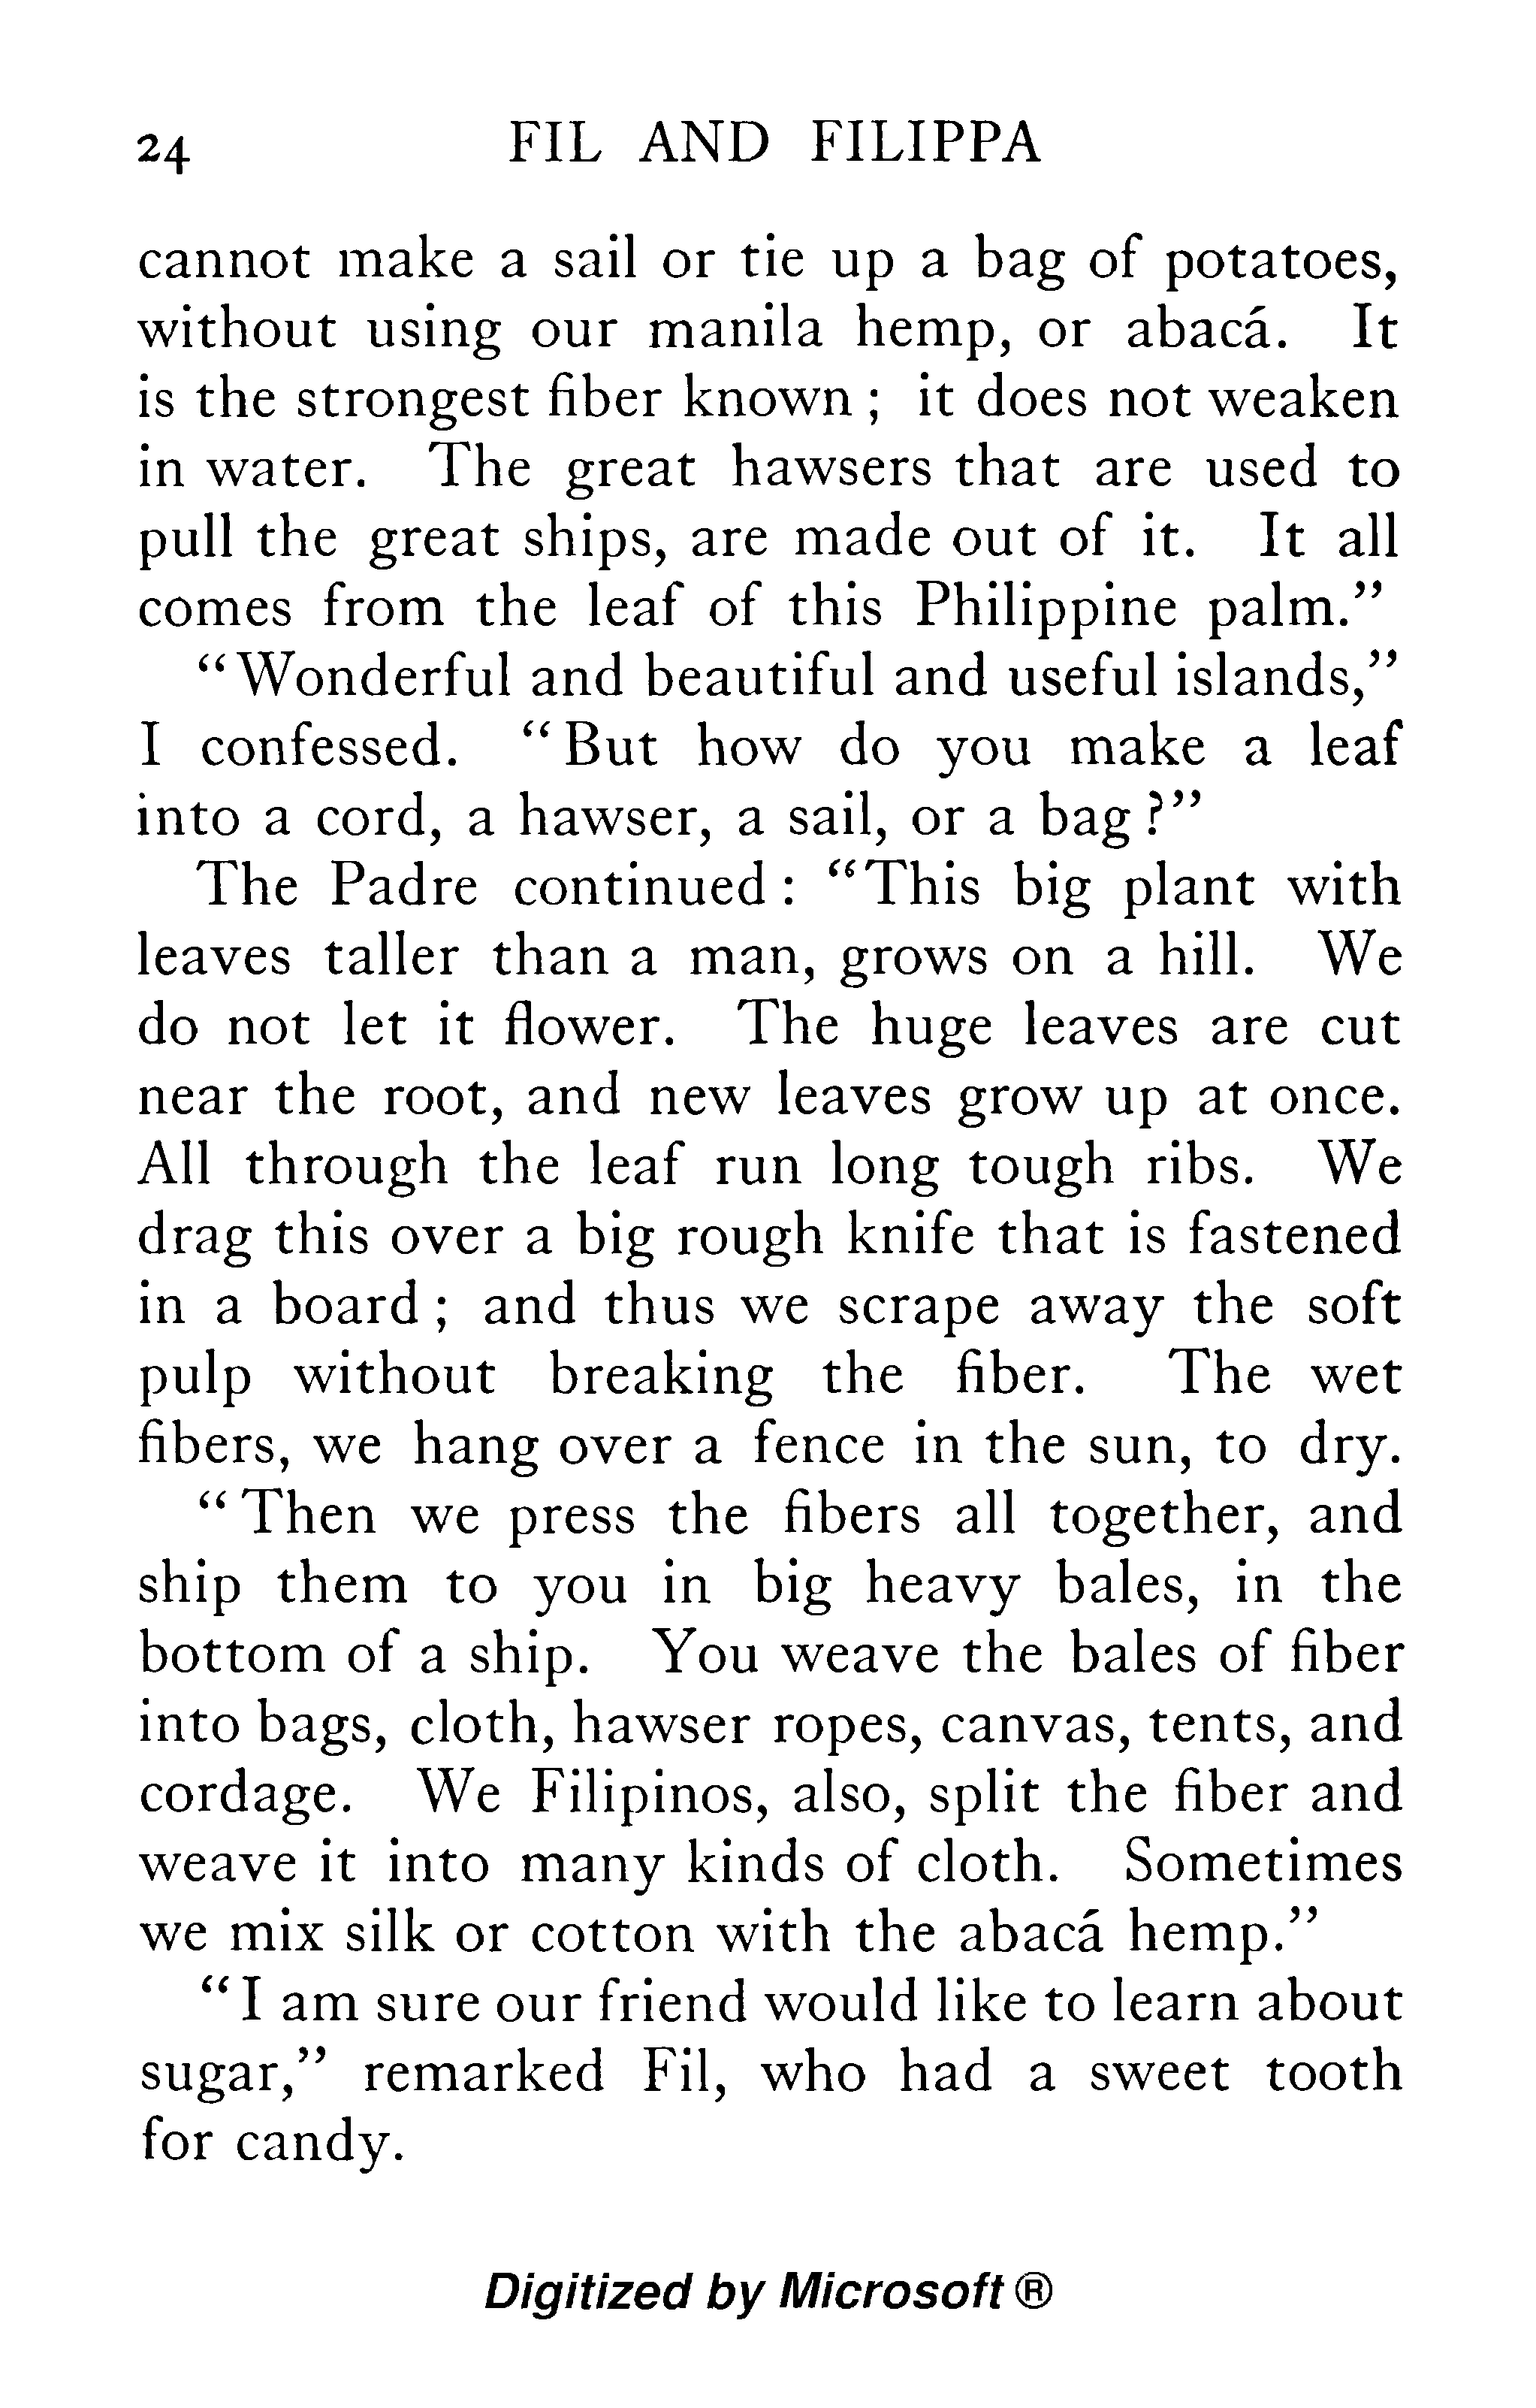 24 FIL AND FILIPPA
cannot make a sail or tie up a bag of potatoes,
without using our manila hemp, or abacá. It
is the strongest fiber known ; it does not weaken
in water. The great hawsers that are used to
pull the great ships, are made out of it. It all
comes from the leaf of this Philippine palm.”
“Wonderful and beautiful and useful islands,”
I confessed. “But how do you make a leaf
into a cord, a hawser, a sail, or a bag ?”
The Padre continued : “This big plant with
leaves taller than a man, grows on a hill. We
do not let it flower. The huge leaves are cut
near the root, and new leaves grow up at once.
All through the leaf run long tough ribs. We
drag this over a big rough knife that is fastened
in a board ; and thus we scrape away the soft
pulp without breaking the fiber. The wet
fibers, we hang over a fence in the sun, to dry.
“Then we press the fibers all together, and
ship them to you in big heavy bales, in the
bottom of a ship. You weave the bales of fiber
into bags, cloth, hawser ropes, canvas, tents, and
cordage. We Filipinos, also, split the fiber and
weave it into many kinds of cloth. Sometimes
we mix silk or cotton with the abacá hemp.”
“I am sure our friend would like to learn about
sugar,” remarked Fil, who had a sweet tooth
for candy.
Digitized by Microsoft ®